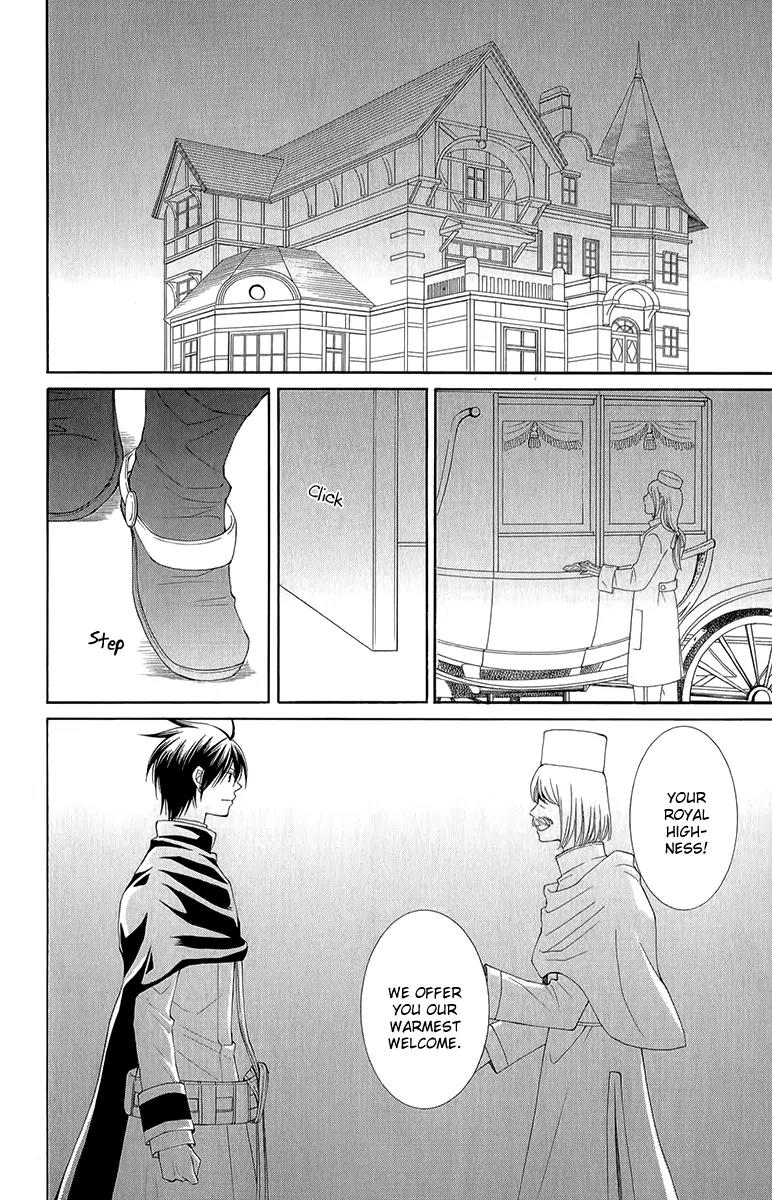 Click
Step
YOUR
ROYAL
HIGH-
NESS!
WE OFFER
YOU OUR
WARMEST
WELCOME.